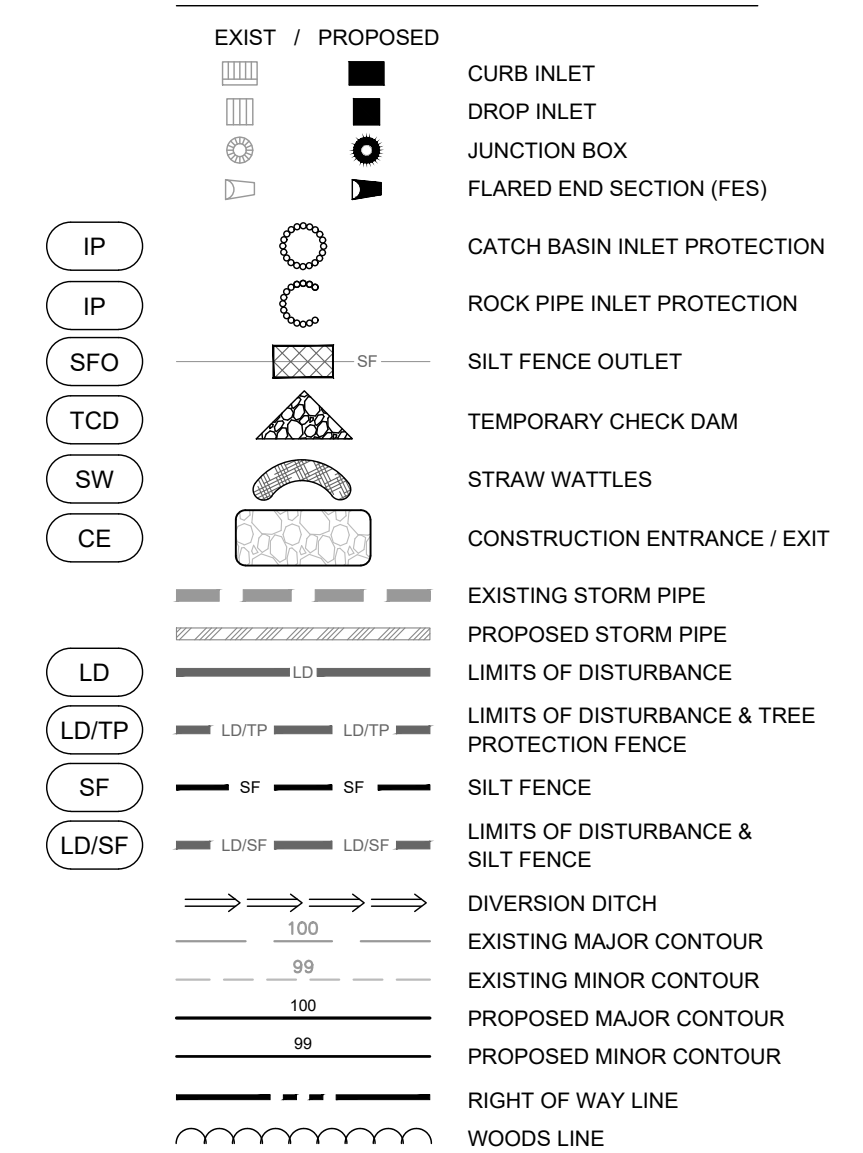 EXIST / PROPOSED
CURB INLET
DROP INLET
JUNCTION BOX
FLARED END SECTION (FES)
IP CATCH BASIN INLET PROTECTION
IP ROCK PIPE INLET PROTECTION
SFO SF SILT FENCE OUTLET
TCD TEMPORARY CHECK DAM
SW STRAW WATTLES
CE CONSTRUCTION ENTRANCE / EXIT
EXISTING STORM PIPE
PROPOSED STORM PIPE
LD LD LIMITS OF DISTURBANCE
LD/TP LD/TP LD/TP LIMITS OF DISTURBANCE & TREE
PROTECTION FENCE
SF SF SF SILT FENCE
LD/SF LD/SF LD/SF LIMITS OF DISTURBANCE &
SILT FENCE
DIVERSION DITCH
100 EXISTING MAJOR CONTOUR
99 EXISTING MINOR CONTOUR
100 PROPOSED MAJOR CONTOUR
99 PROPOSED MINOR CONTOUR
RIGHT OF WAY LINE
WOODS LINE